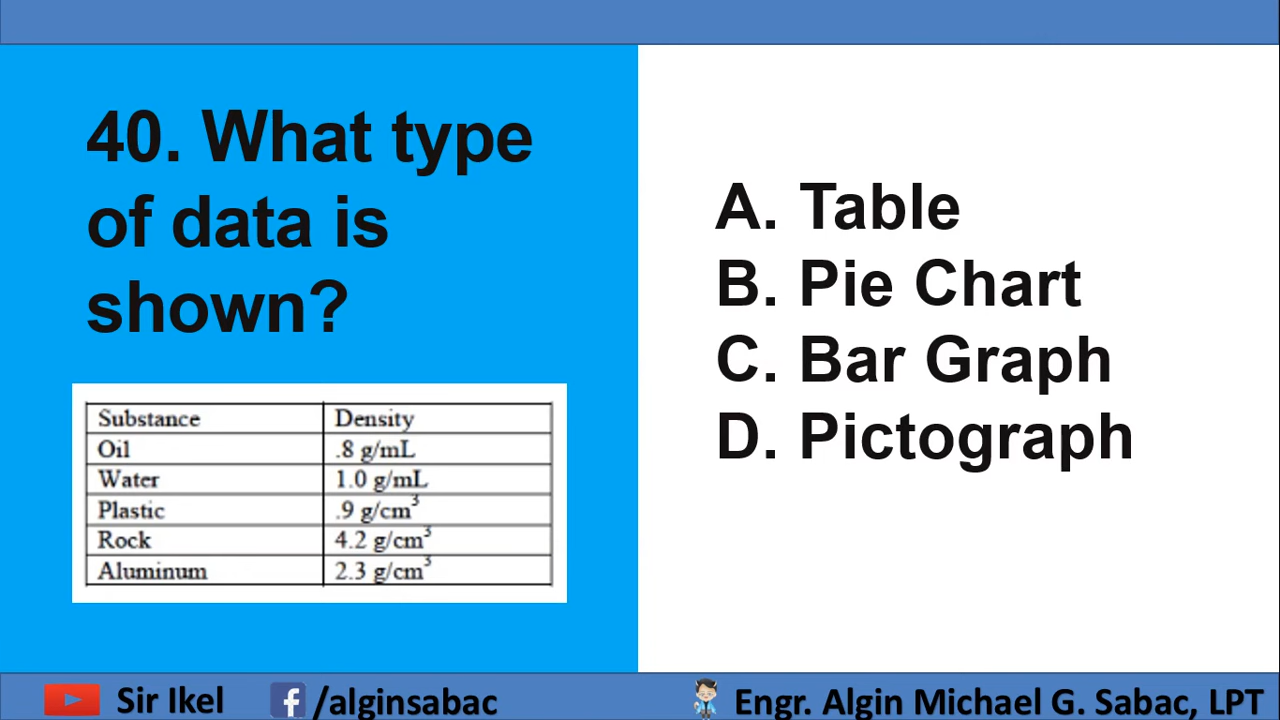 40. What type
of data is
shown?
Substance Density
Oil .8 g/mL
Water 1.0 g/mL
Plastic .9 g/cm³
Rock 4.2 g/cm³
Aluminum 2.3 g/cm³
A. Table
B. Pie Chart
C. Bar Graph
D. Pictograph
Sir Ikel f /alginsabac Engr. Algin Michael G. Sabac, LPT